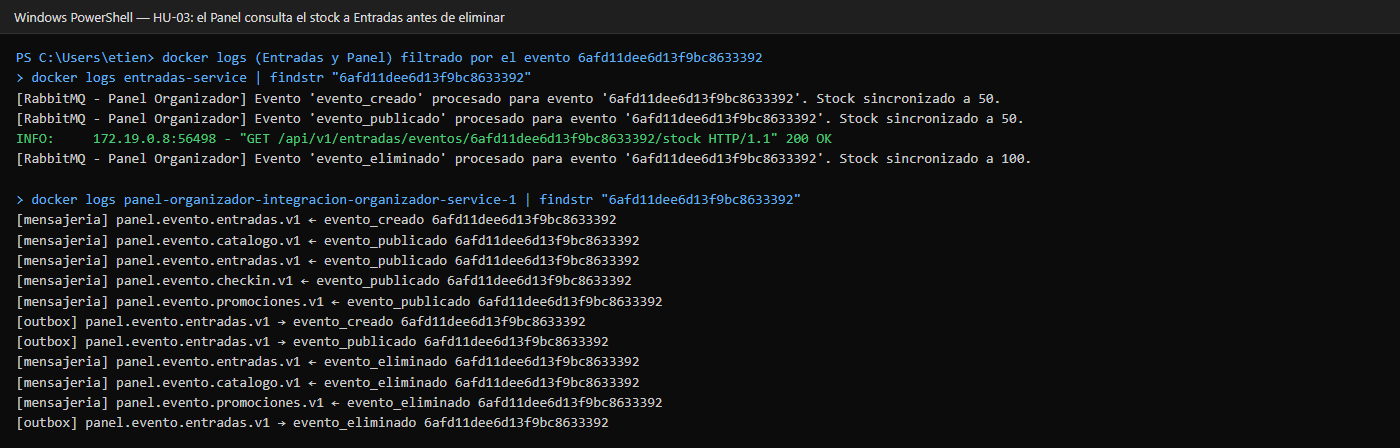 Windows PowerShell — HU-03: el Panel consulta el stock a Entradas antes de eliminar
PS C:\Users\etien> docker logs (Entradas y Panel) filtrado por el evento 6afd11dee6d13f9bc8633392
> docker logs entradas-service | findstr "6afd11dee6d13f9bc8633392"
[RabbitMQ - Panel Organizador] Evento 'evento_creado' procesado para evento '6afd11dee6d13f9bc8633392'. Stock sincronizado a 50.
[RabbitMQ - Panel Organizador] Evento 'evento_publicado' procesado para evento '6afd11dee6d13f9bc8633392'. Stock sincronizado a 50.
INFO:     172.19.0.8:56498 - "GET /api/v1/entradas/eventos/6afd11dee6d13f9bc8633392/stock HTTP/1.1" 200 OK
[RabbitMQ - Panel Organizador] Evento 'evento_eliminado' procesado para evento '6afd11dee6d13f9bc8633392'. Stock sincronizado a 100.
> docker logs panel-organizador-integracion-organizador-service-1 | findstr "6afd11dee6d13f9bc8633392"
[mensajeria] panel.evento.entradas.v1 ← evento_creado 6afd11dee6d13f9bc8633392
[mensajeria] panel.evento.catalogo.v1 ← evento_publicado 6afd11dee6d13f9bc8633392
[mensajeria] panel.evento.entradas.v1 ← evento_publicado 6afd11dee6d13f9bc8633392
[mensajeria] panel.evento.checkin.v1 ← evento_publicado 6afd11dee6d13f9bc8633392
[mensajeria] panel.evento.promociones.v1 ← evento_publicado 6afd11dee6d13f9bc8633392
[outbox] panel.evento.entradas.v1 → evento_creado 6afd11dee6d13f9bc8633392
[outbox] panel.evento.entradas.v1 → evento_publicado 6afd11dee6d13f9bc8633392
[mensajeria] panel.evento.entradas.v1 ← evento_eliminado 6afd11dee6d13f9bc8633392
[mensajeria] panel.evento.catalogo.v1 ← evento_eliminado 6afd11dee6d13f9bc8633392
[mensajeria] panel.evento.promociones.v1 ← evento_eliminado 6afd11dee6d13f9bc8633392
[outbox] panel.evento.entradas.v1 → evento_eliminado 6afd11dee6d13f9bc8633392